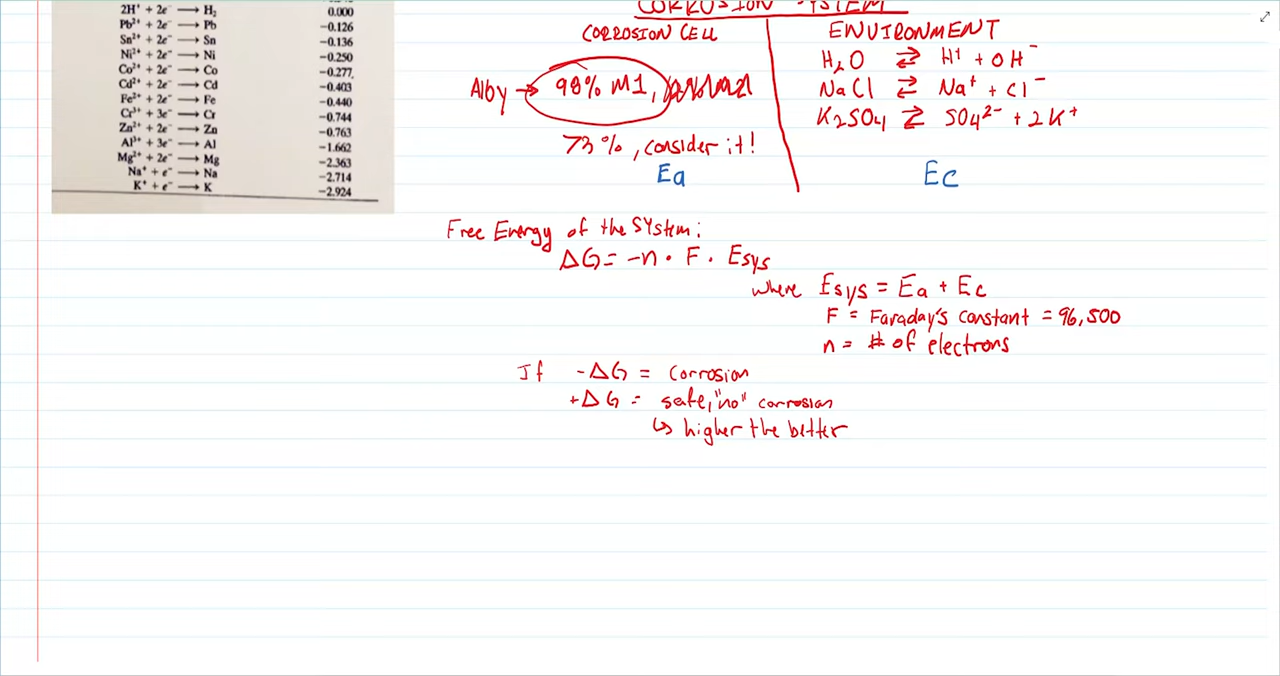 2H⁺ + 2e⁻ ⟶ H₂ 0.000
Pb²⁺ + 2e⁻ ⟶ Pb −0.126
Sn²⁺ + 2e⁻ ⟶ Sn −0.136
Ni²⁺ + 2e⁻ ⟶ Ni −0.250
Co²⁺ + 2e⁻ ⟶ Co −0.277
Cd²⁺ + 2e⁻ ⟶ Cd −0.403
Fe²⁺ + 2e⁻ ⟶ Fe −0.440
Cr³⁺ + 3e⁻ ⟶ Cr −0.744
Zn²⁺ + 2e⁻ ⟶ Zn −0.763
Al³⁺ + 3e⁻ ⟶ Al −1.662
Mg²⁺ + 2e⁻ ⟶ Mg −2.363
Na⁺ + e⁻ ⟶ Na −2.714
K⁺ + e⁻ ⟶ K −2.924
CORROSION SYSTEM
CORROSION CELL
Alloy → 98% M1,
73%, consider it!
Ea
ENVIRONMENT
H₂O ⇄ H⁺ + OH⁻
NaCl ⇄ Na⁺ + Cl⁻
K₂SO₄ ⇄ SO₄²⁻ + 2K⁺
Ec
Free Energy of the System:
ΔG = -n · F · Esys
where Esys = Ea + Ec
F = Faraday's constant = 96,500
n = # of electrons
If -ΔG = corrosion
+ΔG = safe, "no" corrosion
↳ higher the better